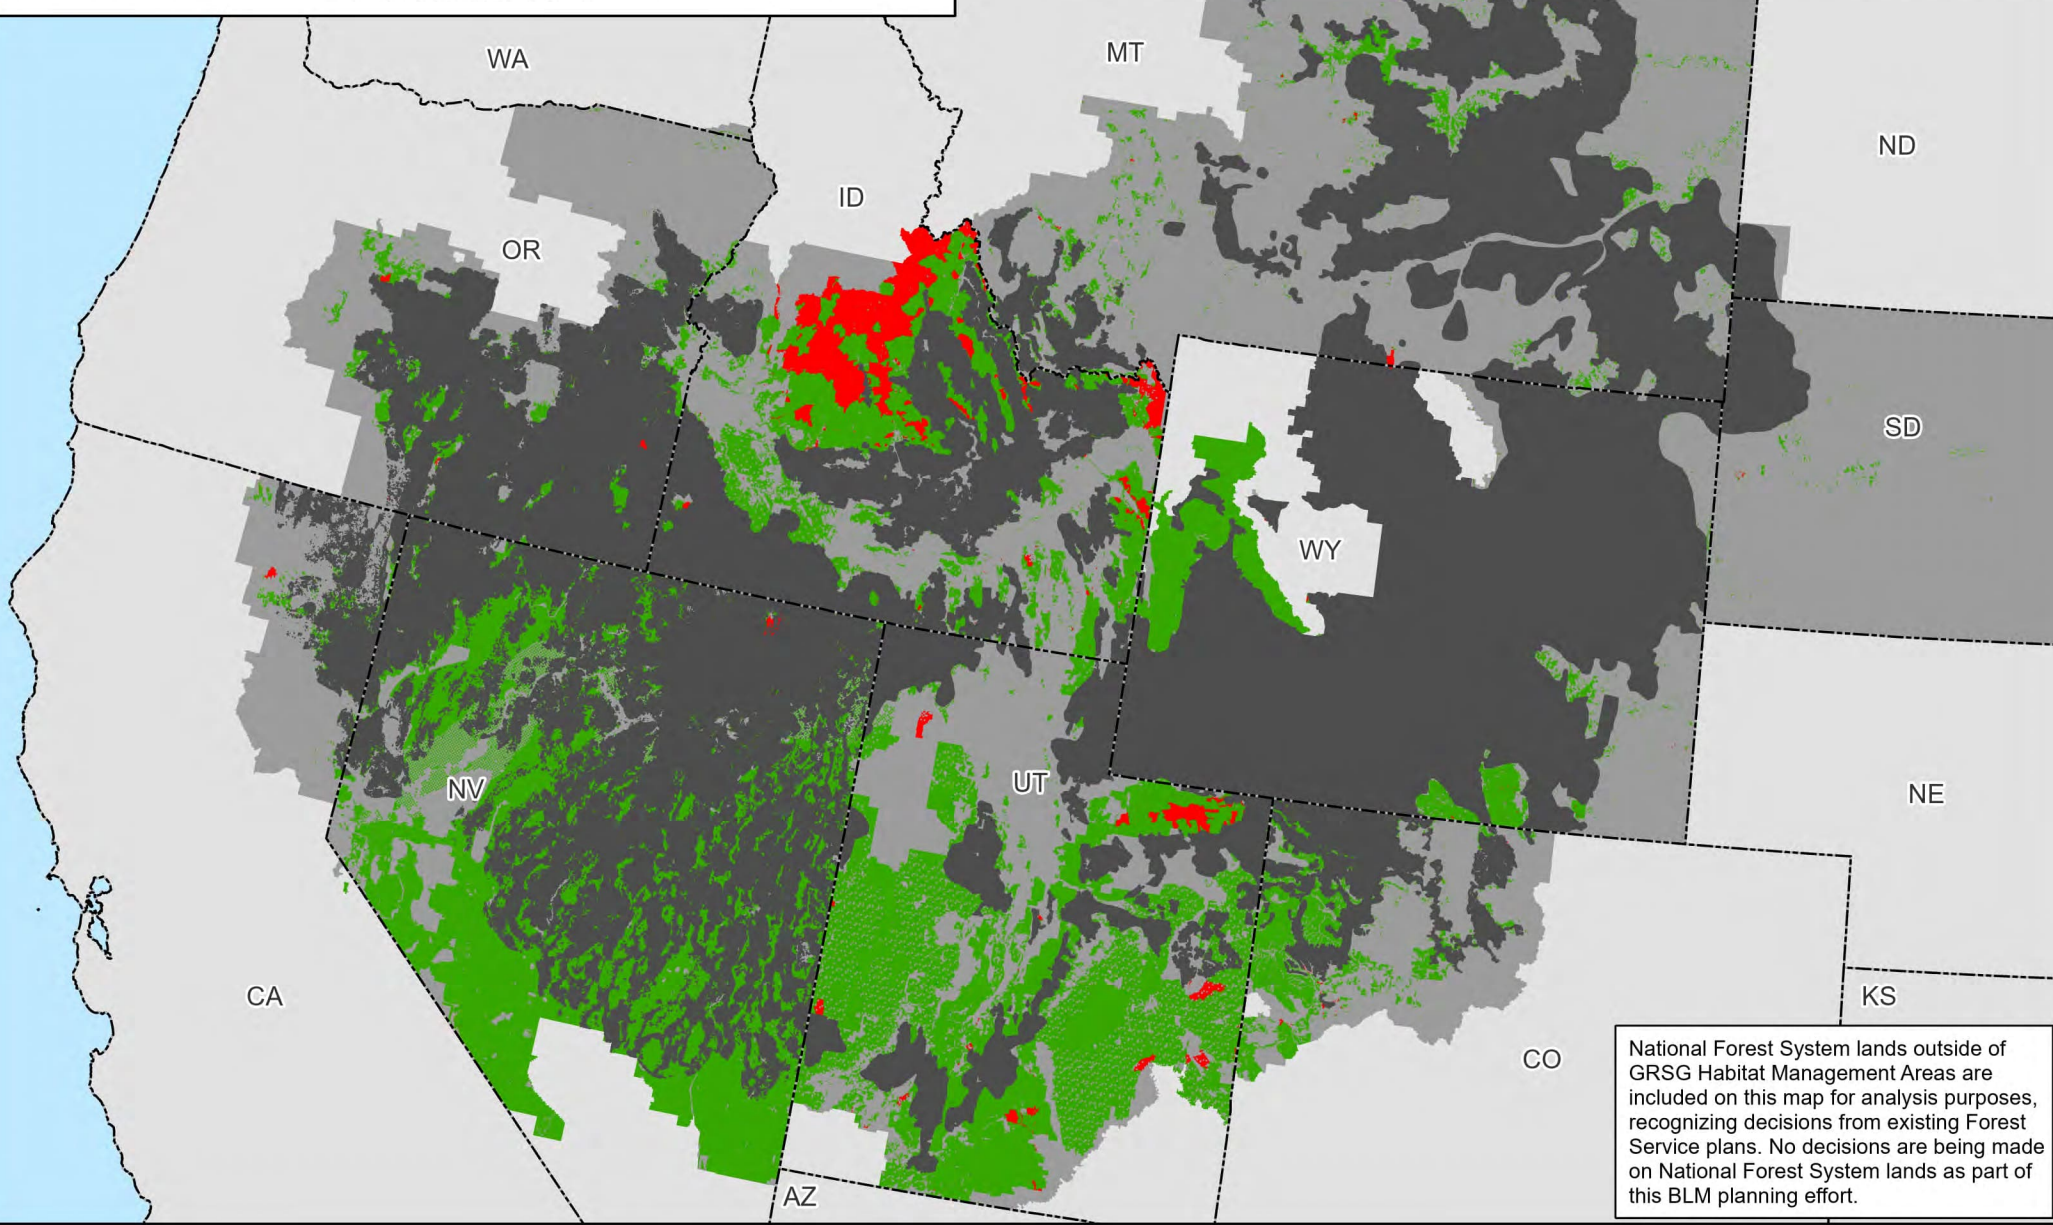 WA
MT
ND
ID
OR
SD
WY
NV
UT
NE
CA
KS
CO
AZ
National Forest System lands outside of
GRSG Habitat Management Areas are
included on this map for analysis purposes,
recognizing decisions from existing Forest
Service plans. No decisions are being made
on National Forest System lands as part of
this BLM planning effort.